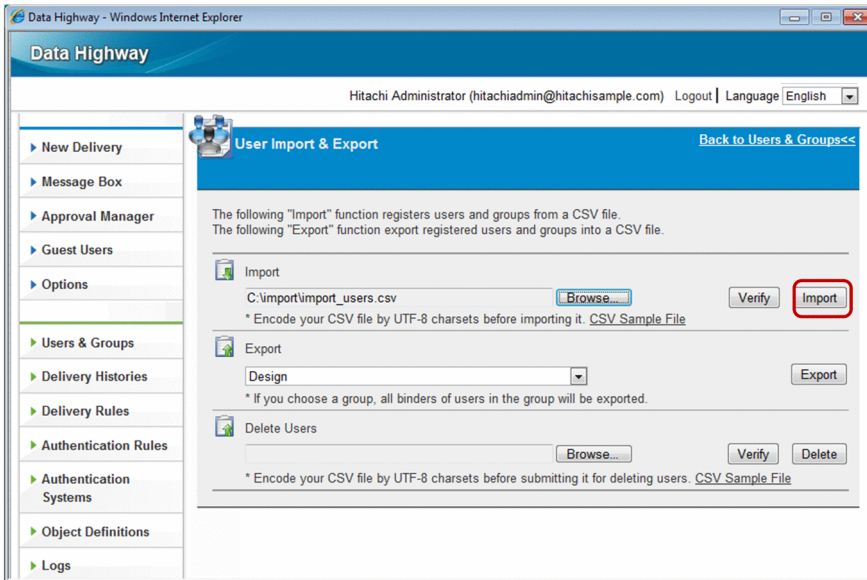 Data Highway - Windows Internet Explorer
Data Highway
Hitachi Administrator (hitachiadmin@hitachisample.com) Logout | Language English
New Delivery
Message Box
Approval Manager
Guest Users
Options
Users & Groups
Delivery Histories
Delivery Rules
Authentication Rules
Authentication
Systems
Object Definitions
Logs
User Import & Export
Back to Users & Groups<<
The following "Import" function registers users and groups from a CSV file.
The following "Export" function export registered users and groups into a CSV file.
Import
C:\import\import_users.csv Browse... Verify Import
* Encode your CSV file by UTF-8 charsets before importing it. CSV Sample File
Export
Design Export
* If you choose a group, all binders of users in the group will be exported.
Delete Users
Browse... Verify Delete
* Encode your CSV file by UTF-8 charsets before submitting it for deleting users. CSV Sample File